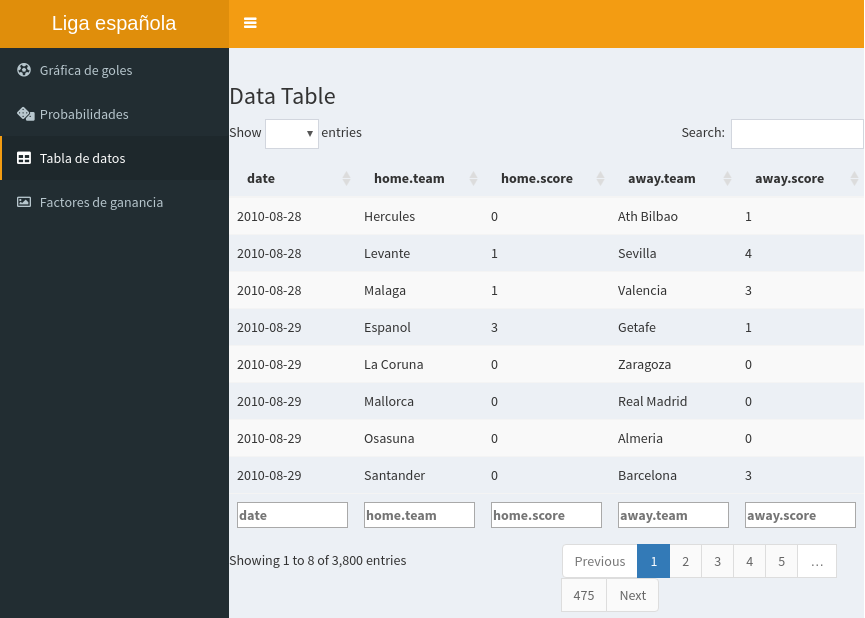 Liga española
Gráfica de goles
Probabilidades
Tabla de datos
Factores de ganancia
Data Table
Show entries Search:
date home.team home.score away.team away.score
2010-08-28 Hercules 0 Ath Bilbao 1
2010-08-28 Levante 1 Sevilla 4
2010-08-28 Malaga 1 Valencia 3
2010-08-29 Espanol 3 Getafe 1
2010-08-29 La Coruna 0 Zaragoza 0
2010-08-29 Mallorca 0 Real Madrid 0
2010-08-29 Osasuna 0 Almeria 0
2010-08-29 Santander 0 Barcelona 3
date home.team home.score away.team away.score
Showing 1 to 8 of 3,800 entries Previous 1 2 3 4 5 …
475 Next